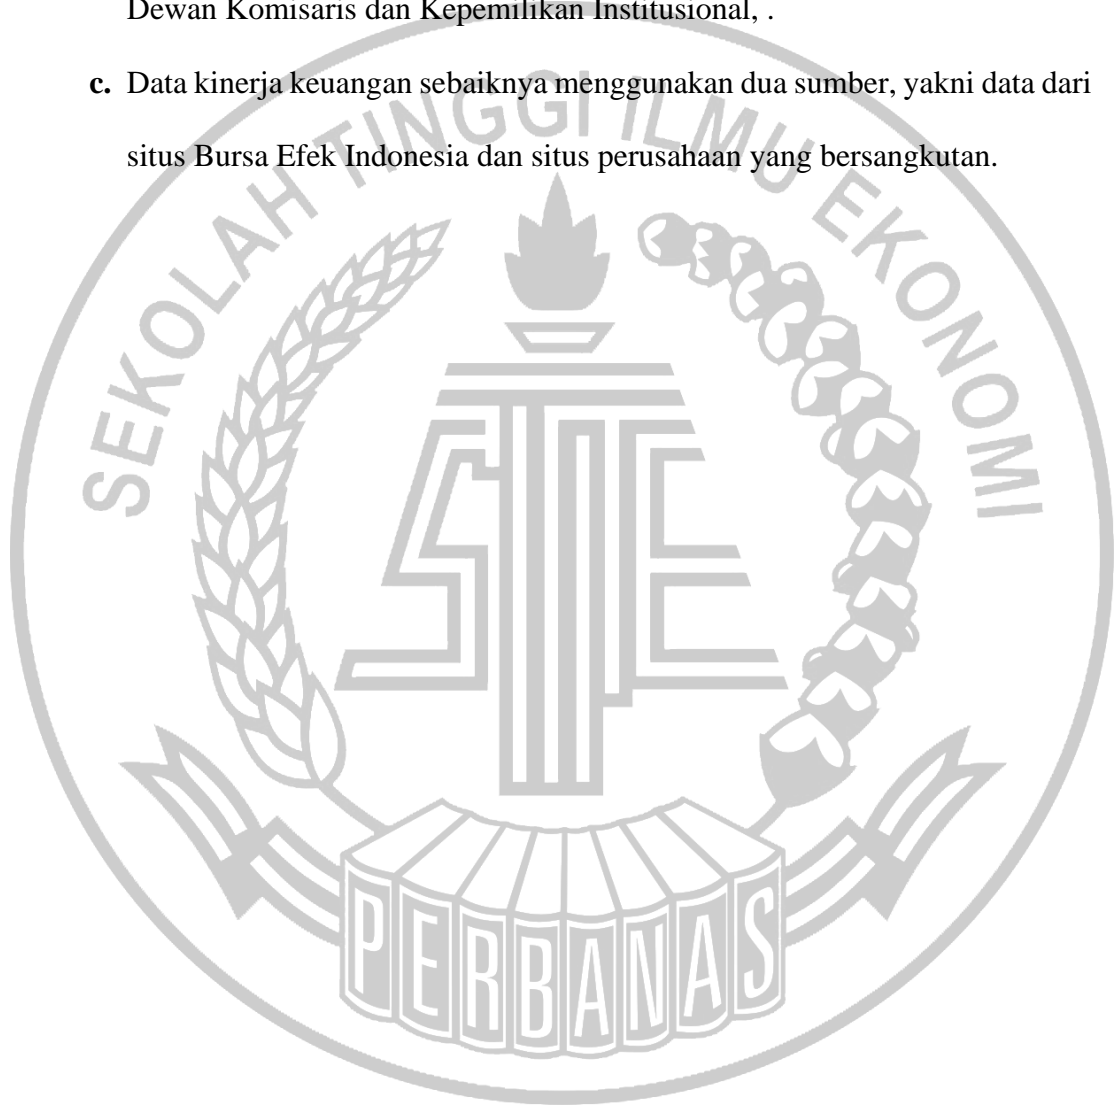 Dewan Komisaris dan Kepemilikan Institusional, .
c. Data kinerja keuangan sebaiknya menggunakan dua sumber, yakni data dari
situs Bursa Efek Indonesia dan situs perusahaan yang bersangkutan.
SEKOLAH TINGGI ILMU EKONOMI
STIE
PERBANAS